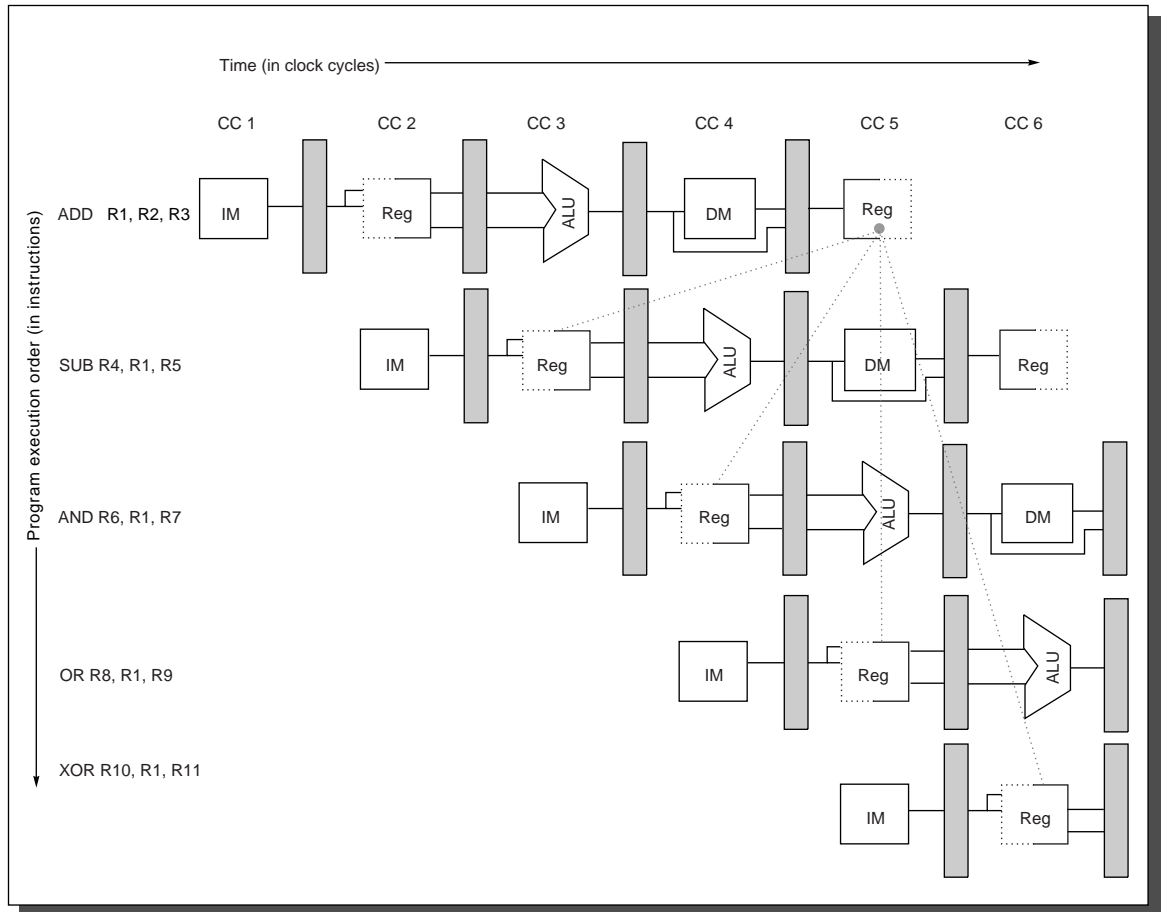 Time (in clock cycles)
CC 1 CC 2 CC 3 CC 4 CC 5 CC 6
Program execution order (in instructions)
ADD R1, R2, R3 IM Reg ALU DM Reg
SUB R4, R1, R5 IM Reg ALU DM Reg
AND R6, R1, R7 IM Reg ALU DM
OR R8, R1, R9 IM Reg ALU
XOR R10, R1, R11
IM Reg